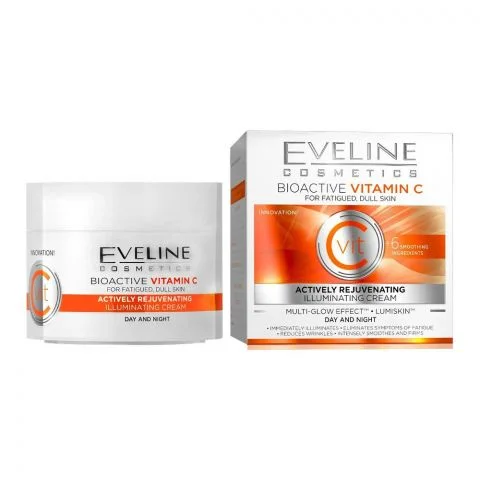 INNOVATION!
C
vit
EVELINE
COSMETICS
BIOACTIVE VITAMIN C
FOR FATIGUED, DULL SKIN
ACTIVELY REJUVENATING
ILLUMINATING CREAM
DAY AND NIGHT
EVELINE
COSMETICS
BIOACTIVE VITAMIN C
FOR FATIGUED, DULL SKIN
INNOVATION!
C
vit
+6 SMOOTHING
INGREDIENTS
ACTIVELY REJUVENATING
ILLUMINATING CREAM
MULTI-GLOW EFFECT™ • LUMISKIN™
DAY AND NIGHT
• IMMEDIATELY ILLUMINATES • ELIMINATES SYMPTOMS OF FATIGUE
• REDUCES WRINKLES • INTENSELY SMOOTHES AND FIRMS